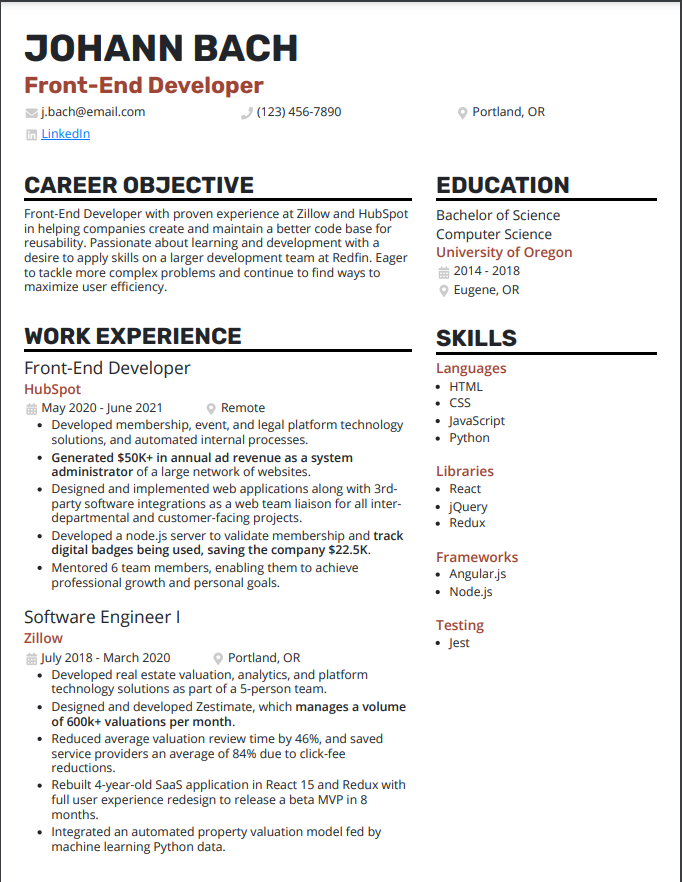 JOHANN BACH
Front-End Developer
j.bach@email.com
(123) 456-7890
Portland, OR
LinkedIn
CAREER OBJECTIVE
Front-End Developer with proven experience at Zillow and HubSpot
in helping companies create and maintain a better code base for
reusability. Passionate about learning and development with a
desire to apply skills on a larger development team at Redfin. Eager
to tackle more complex problems and continue to find ways to
maximize user efficiency.
WORK EXPERIENCE
Front-End Developer
HubSpot
May 2020 - June 2021
Remote
• Developed membership, event, and legal platform technology
solutions, and automated internal processes.
• Generated $50K+ in annual ad revenue as a system
administrator of a large network of websites.
• Designed and implemented web applications along with 3rd-
party software integrations as a web team liaison for all inter-
departmental and customer-facing projects.
• Developed a node.js server to validate membership and track
digital badges being used, saving the company $22.5K.
• Mentored 6 team members, enabling them to achieve
professional growth and personal goals.
Software Engineer I
Zillow
July 2018 - March 2020
Portland, OR
• Developed real estate valuation, analytics, and platform
technology solutions as part of a 5-person team.
• Designed and developed Zestimate, which manages a volume
of 600k+ valuations per month.
• Reduced average valuation review time by 46%, and saved
service providers an average of 84% due to click-fee
reductions.
• Rebuilt 4-year-old SaaS application in React 15 and Redux with
full user experience redesign to release a beta MVP in 8
months.
• Integrated an automated property valuation model fed by
machine learning Python data.
EDUCATION
Bachelor of Science
Computer Science
University of Oregon
2014 - 2018
Eugene, OR
SKILLS
Languages
• HTML
• CSS
• JavaScript
• Python
Libraries
• React
• jQuery
• Redux
Frameworks
• Angular.js
• Node.js
Testing
• Jest